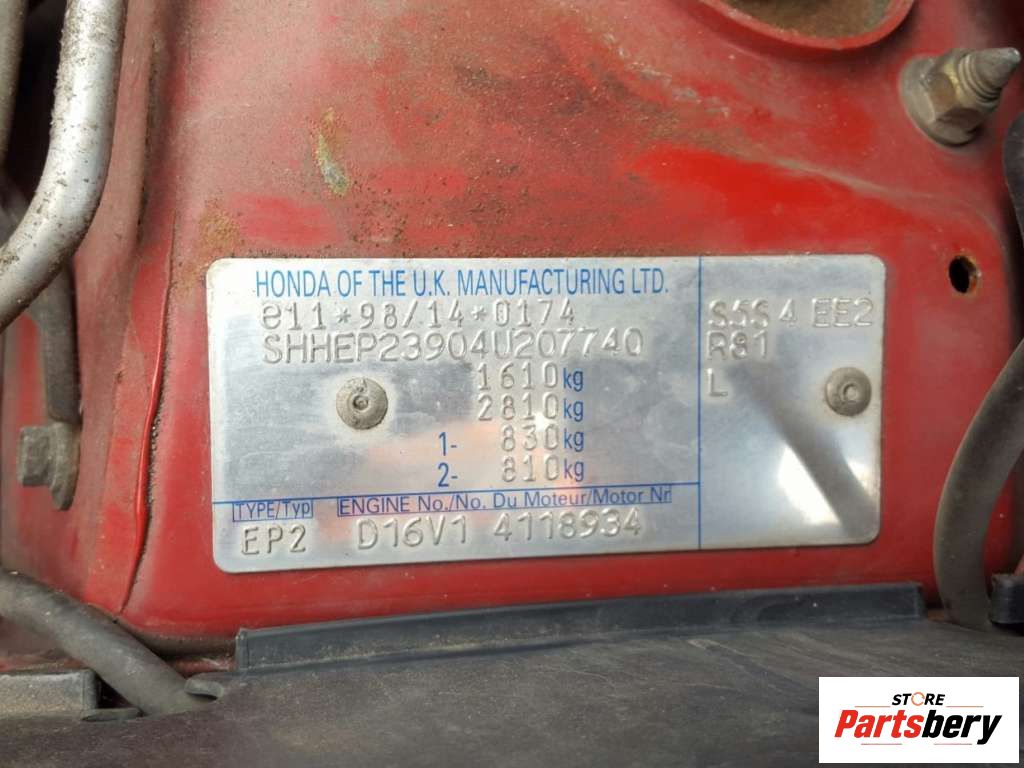 HONDA OF THE U.K. MANUFACTURING LTD.
e11*98/14*0174
SHHEP23904U207740
1610kg
2810kg
1- 830kg
2- 810kg
TYPE/Typ ENGINE No./No. Du Moteur/Motor Nr
EP2 D16V1 4118934
S5S4 EE2
R81
L
STORE
Partsbery